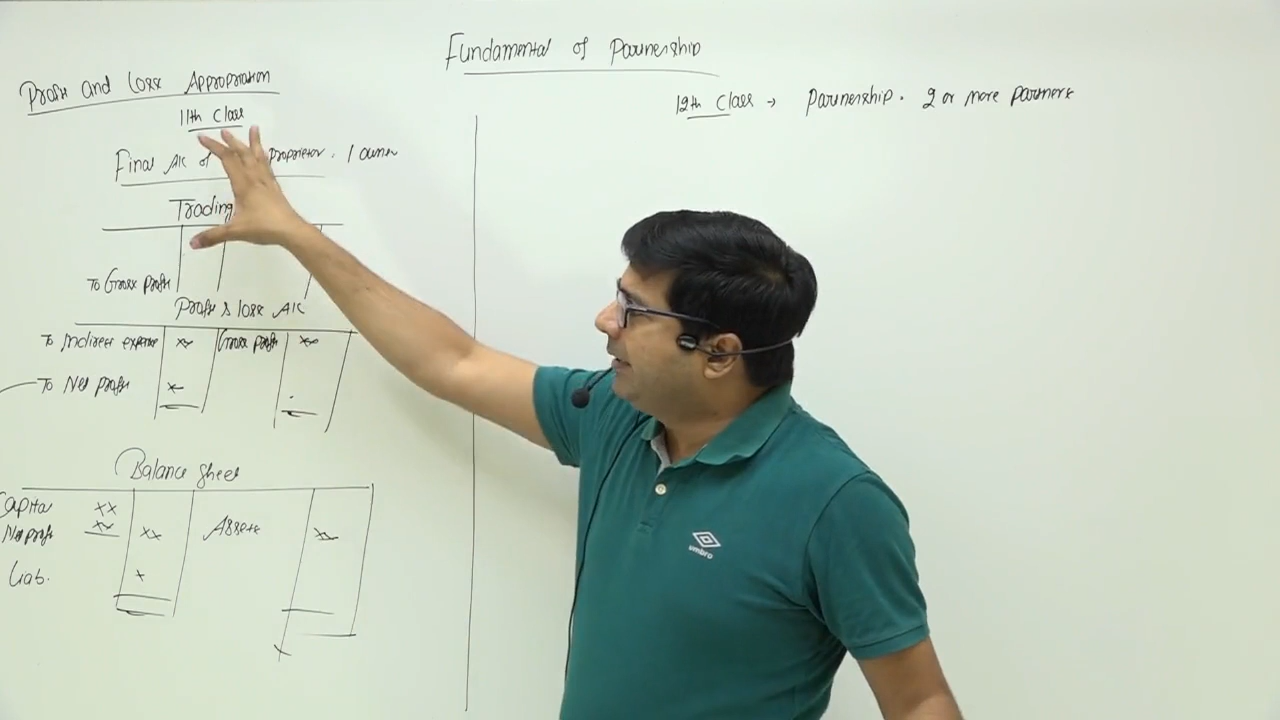 Fundamental of Partnership
Profit and Loss Appropriation
11th Class
12th Class → Partnership. 2 or more partners
Final A/c of Proprietor. 1 owner
Trading
To Gross profit
Profit & loss A/c
To Indirect expense xx Gross profit xx
To Net profit x
Balance Sheet
Capital xx
Net profit xx xx Assets xx
Liab. x
umbro